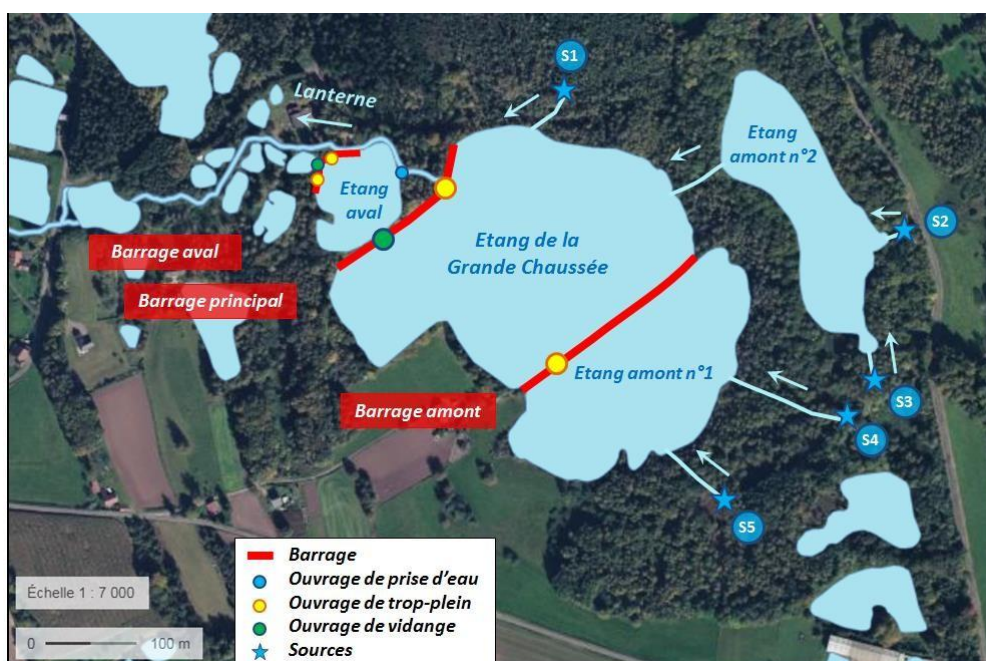 S1
Lanterne
Etang
amont n°2
Etang
aval
S2
Etang de la
Grande Chaussée
Barrage aval
Barrage principal
Etang amont n°1
S3
Barrage amont
S4
S5
Barrage
Ouvrage de prise d'eau
Ouvrage de trop-plein
Ouvrage de vidange
Sources
Échelle 1 : 7 000
0 100 m